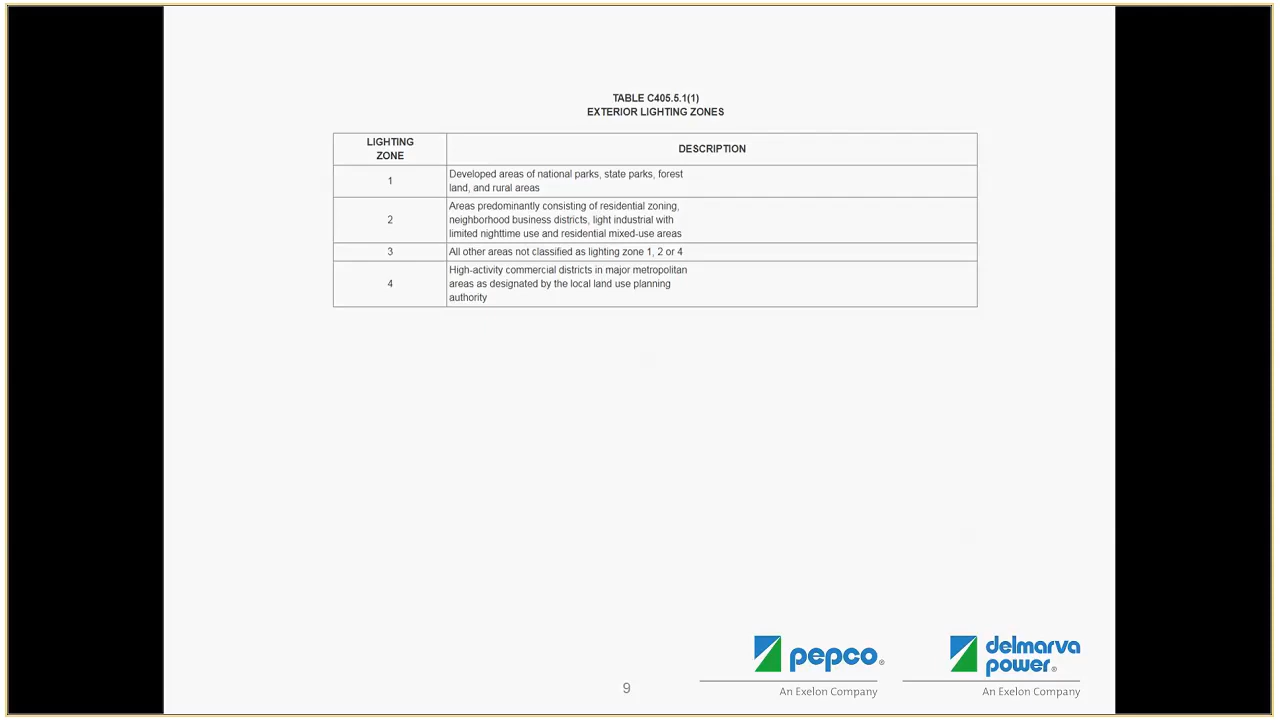 TABLE C405.5.1(1)
EXTERIOR LIGHTING ZONES
LIGHTING
ZONE
DESCRIPTION
1
Developed areas of national parks, state parks, forest
land, and rural areas
2
Areas predominantly consisting of residential zoning,
neighborhood business districts, light industrial with
limited nighttime use and residential mixed-use areas
3
All other areas not classified as lighting zone 1, 2 or 4
4
High-activity commercial districts in major metropolitan
areas as designated by the local land use planning
authority
pepco®
An Exelon Company
delmarva
power®
An Exelon Company
9